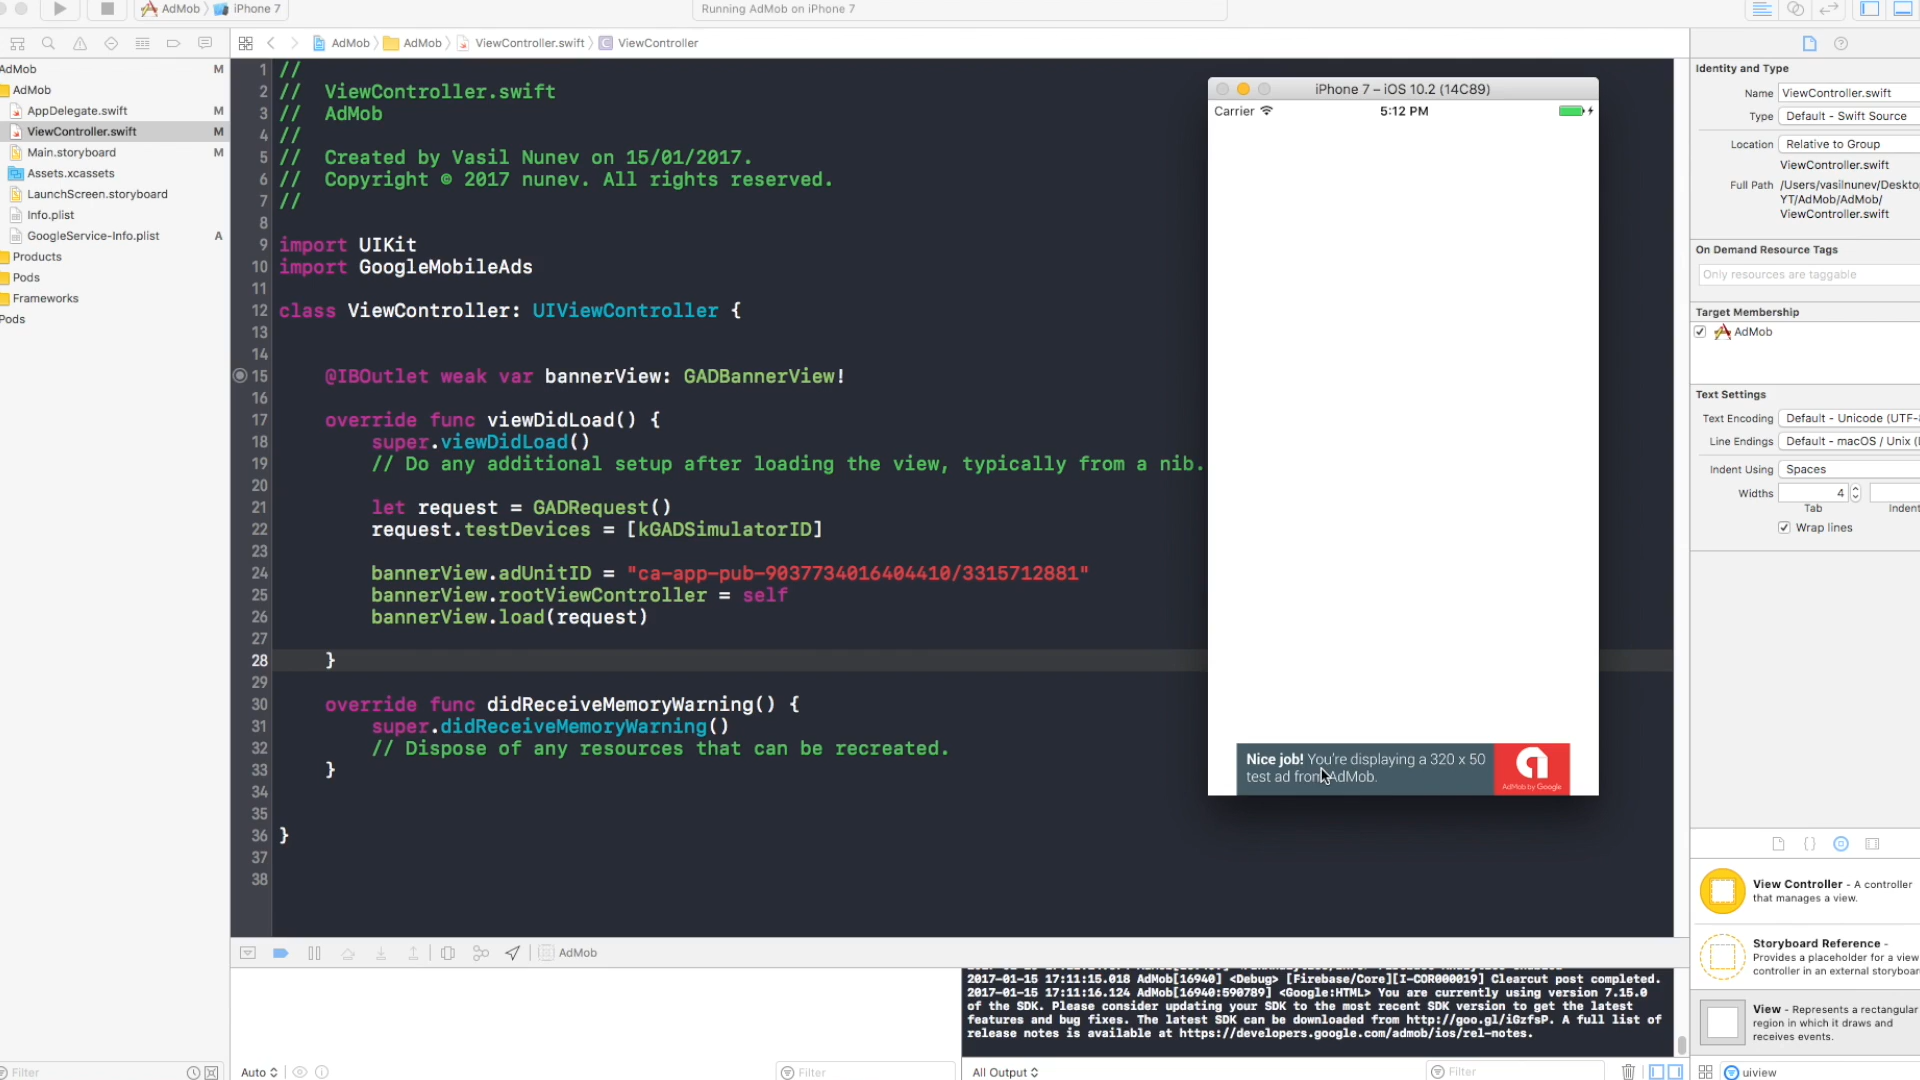 AdMob
iPhone 7
Running AdMob on iPhone 7
AdMob
AdMob
ViewController.swift
ViewController
AdMob M
AdMob
AppDelegate.swift M
ViewController.swift M
Main.storyboard M
Assets.xcassets
LaunchScreen.storyboard
Info.plist
GoogleService-Info.plist A
Products
Pods
Frameworks
Pods
1 //
2 // ViewController.swift
3 // AdMob
4 //
5 // Created by Vasil Nunev on 15/01/2017.
6 // Copyright © 2017 nunev. All rights reserved.
7 //
8
9 import UIKit
10 import GoogleMobileAds
11
12 class ViewController: UIViewController {
13
14
15 @IBOutlet weak var bannerView: GADBannerView!
16
17 override func viewDidLoad() {
18 super.viewDidLoad()
19 // Do any additional setup after loading the view, typically from a nib.
20
21 let request = GADRequest()
22 request.testDevices = [kGADSimulatorID]
23
24 bannerView.adUnitID = "ca-app-pub-9037734016404410/3315712881"
25 bannerView.rootViewController = self
26 bannerView.load(request)
27
28 }
29
30 override func didReceiveMemoryWarning() {
31 super.didReceiveMemoryWarning()
32 // Dispose of any resources that can be recreated.
33 }
34
35
36 }
37
38
iPhone 7 – iOS 10.2 (14C89)
Carrier 5:12 PM
Nice job! You're displaying a 320 x 50
test ad from AdMob.
AdMob by Google
Identity and Type
Name ViewController.swift
Type Default - Swift Source
Location Relative to Group
ViewController.swift
Full Path /Users/vasilnunev/Deskto
YT/AdMob/AdMob/
ViewController.swift
On Demand Resource Tags
Only resources are taggable
Target Membership
AdMob
Text Settings
Text Encoding Default - Unicode (UTF-
Line Endings Default - macOS / Unix (
Indent Using Spaces
Widths 4
Tab Indent
Wrap lines
{ }
View Controller - A controller
that manages a view.
Storyboard Reference -
Provides a placeholder for a view
controller in an external storyboar
View - Represents a rectangular
region in which it draws and
receives events.
uiview
AdMob
2017-01-15 17:11:15.018 AdMob[16940] <Debug> [Firebase/Core][I-COR000019] Clearcut post completed.
2017-01-15 17:11:16.124 AdMob[16940:590789] <Google:HTML> You are currently using version 7.15.0
of the SDK. Please consider updating your SDK to the most recent SDK version to get the latest
features and bug fixes. The latest SDK can be downloaded from http://goo.gl/iGzfsP. A full list of
release notes is available at https://developers.google.com/admob/ios/rel-notes.
Filter
Auto
Filter
All Output
Filter